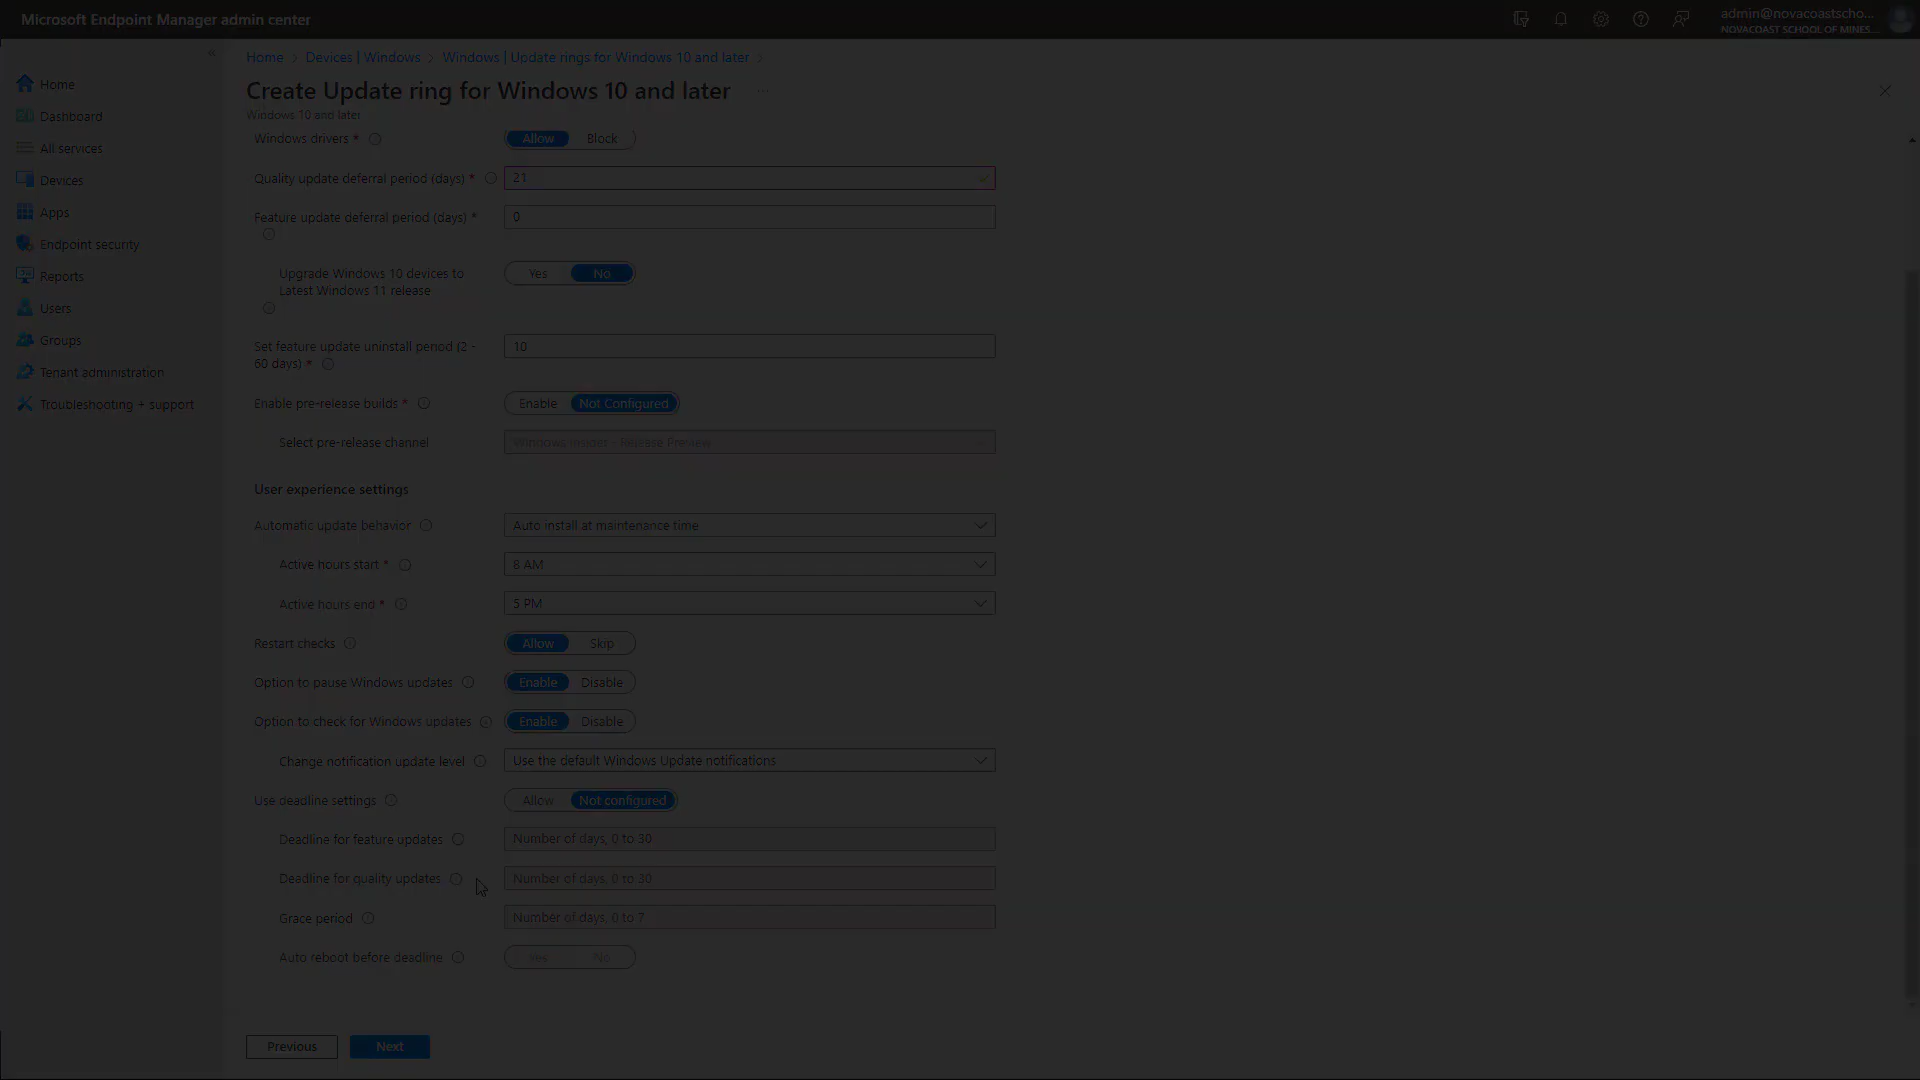 Microsoft Endpoint Manager admin center
admin@novacoastscho...
NOVACOAST SCHOOL OF MINES...
Home
Dashboard
All services
Devices
Apps
Endpoint security
Reports
Users
Groups
Tenant administration
Troubleshooting + support
Home > Devices | Windows > Windows | Update rings for Windows 10 and later >
Create Update ring for Windows 10 and later ...
Windows 10 and later
Windows drivers * Allow Block
Quality update deferral period (days) * 21
Feature update deferral period (days) * 0
Upgrade Windows 10 devices to Yes No
Latest Windows 11 release
Set feature update uninstall period (2 - 10
60 days) *
Enable pre-release builds * Enable Not Configured
Select pre-release channel Windows Insider - Release Preview
User experience settings
Automatic update behavior Auto install at maintenance time
Active hours start * 8 AM
Active hours end * 5 PM
Restart checks Allow Skip
Option to pause Windows updates Enable Disable
Option to check for Windows updates Enable Disable
Change notification update level Use the default Windows Update notifications
Use deadline settings Allow Not configured
Deadline for feature updates Number of days, 0 to 30
Deadline for quality updates Number of days, 0 to 30
Grace period Number of days, 0 to 7
Auto reboot before deadline Yes No
Previous Next